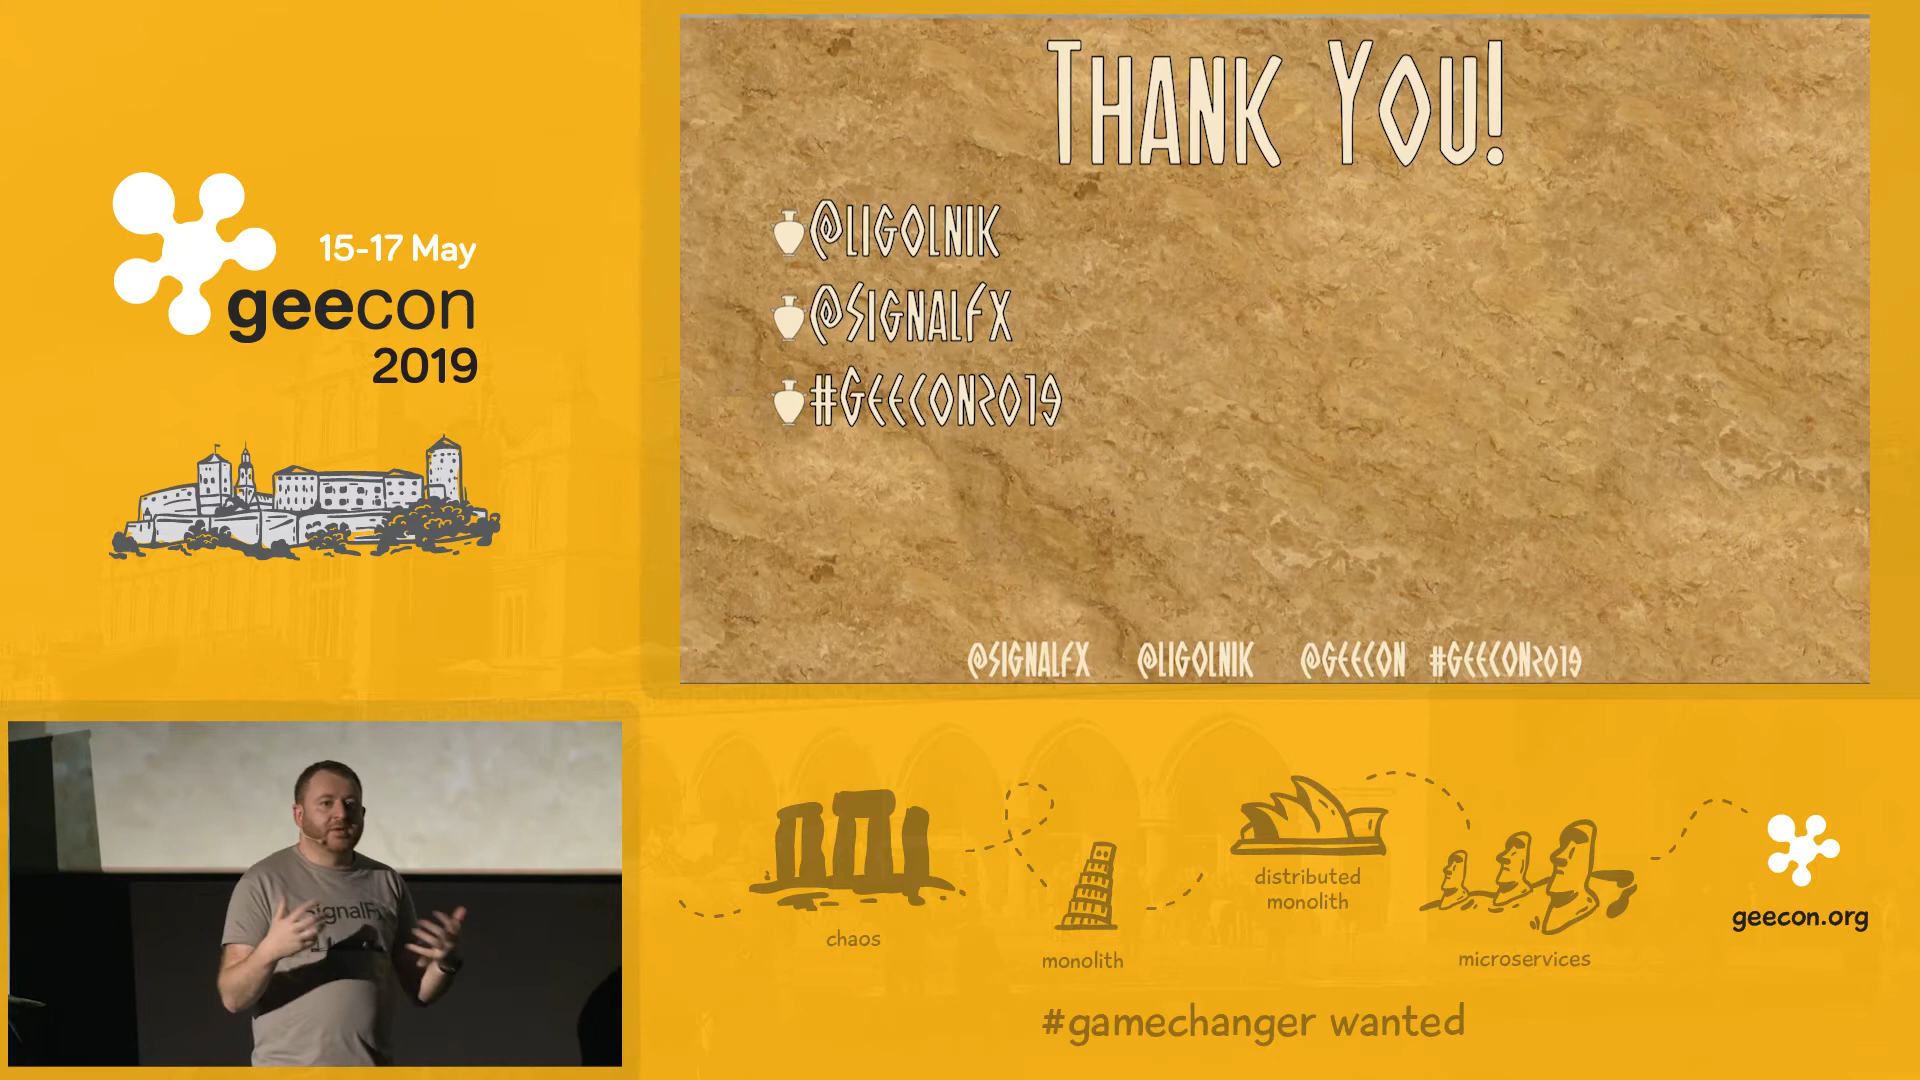 15-17 May
geecon
2019
THANK YOU!
@LIGOLNIK
@SIGNALFX
#GEECON2019
@SIGNALFX @LIGOLNIK @GEECON #GEECON2019
SignalFx
chaos
monolith
distributed
monolith
microservices
geecon.org
#gamechanger wanted